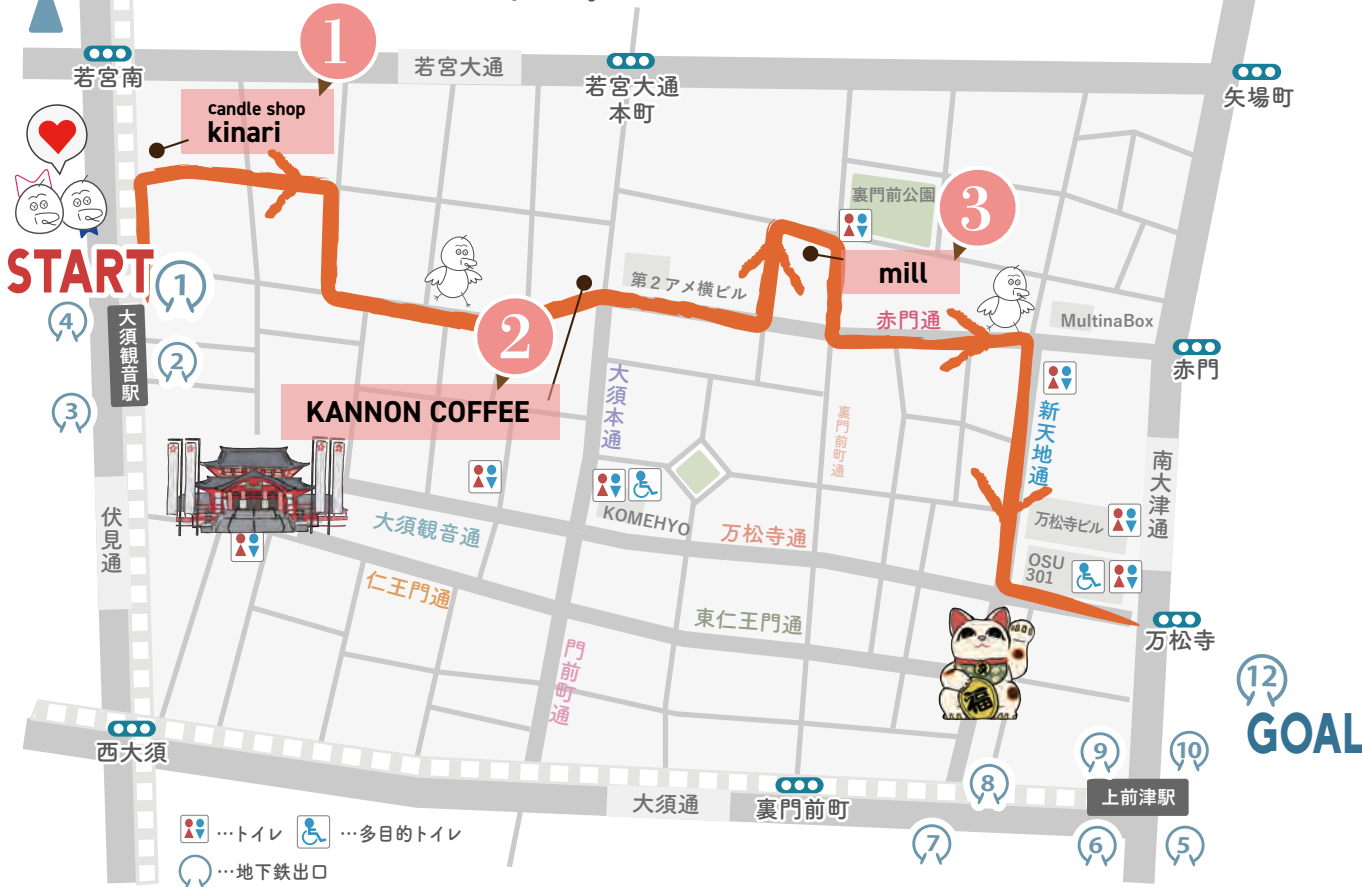 1
若宮大通
若宮南
若宮大通
本町
矢場町
candle shop
kinari
裏門前公園
3
START
1
mill
第2アメ横ビル
赤門通
MultinaBox
4
大須観音駅
2
2
赤門
3
KANNON COFFEE
大須本通
裏門前町通
新天地通
南大津通
伏見通
大須観音通
KOMEHYO
万松寺通
万松寺ビル
OSU
301
仁王門通
東仁王門通
万松寺
門前町通
福
12
GOAL
西大須
9
10
8
上前津駅
大須通
裏門前町
7
6
5
…トイレ
…多目的トイレ
…地下鉄出口